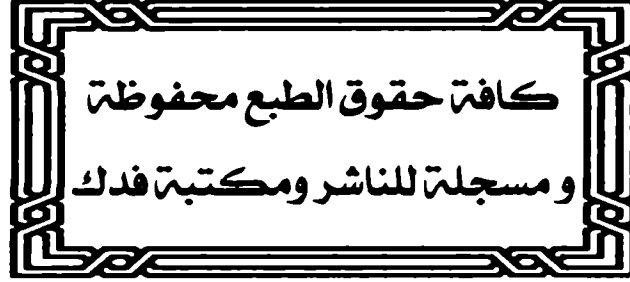 كافة حقوق الطبع محفوظة
و مسجلة للناشر ومكتبة فدك